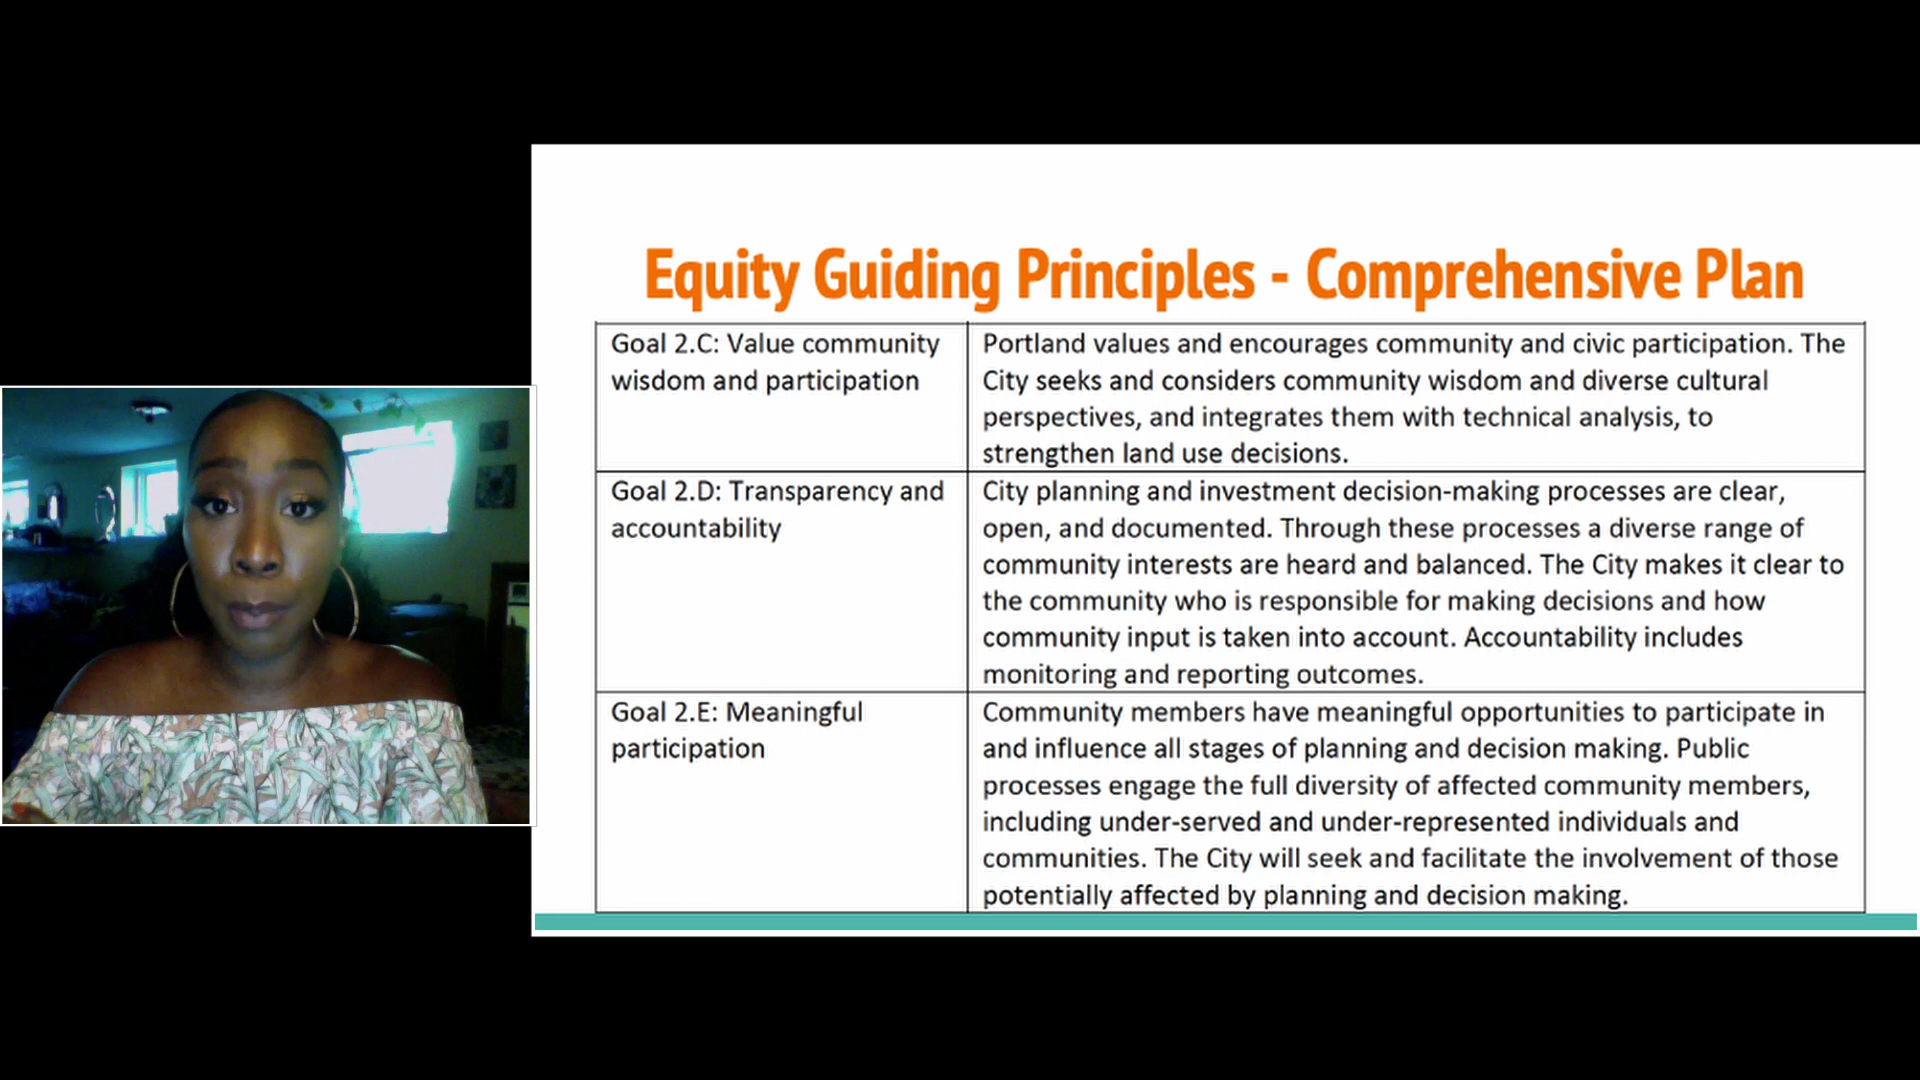 Equity Guiding Principles - Comprehensive Plan
Goal 2.C: Value community
wisdom and participation
Portland values and encourages community and civic participation. The
City seeks and considers community wisdom and diverse cultural
perspectives, and integrates them with technical analysis, to
strengthen land use decisions.
Goal 2.D: Transparency and
accountability
City planning and investment decision-making processes are clear,
open, and documented. Through these processes a diverse range of
community interests are heard and balanced. The City makes it clear to
the community who is responsible for making decisions and how
community input is taken into account. Accountability includes
monitoring and reporting outcomes.
Goal 2.E: Meaningful
participation
Community members have meaningful opportunities to participate in
and influence all stages of planning and decision making. Public
processes engage the full diversity of affected community members,
including under-served and under-represented individuals and
communities. The City will seek and facilitate the involvement of those
potentially affected by planning and decision making.